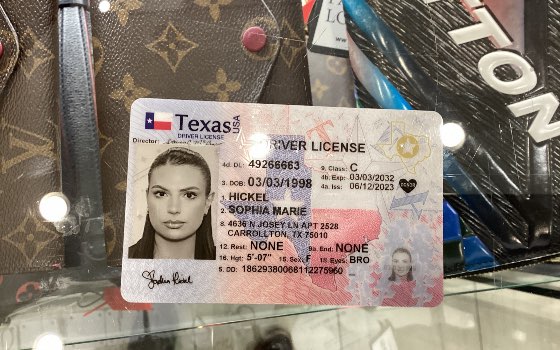 Texas USA
DRIVER LICENSE
Director:
DRIVER LICENSE
4d. DL: 49266663 9. Class: C
4b. Exp: 03/03/2032
3. DOB: 03/03/1998 4a. Iss: 06/12/2023
DONOR
1. HICKEL
2. SOPHIA MARIE
8. 4636 N JOSEY LN APT 2528
CARROLLTON, TX 75010
12. Rest: NONE 9a. End: NONE
16. Hgt: 5'-07" 15. Sex: F 18. Eyes: BRO
5. DD: 18629380068112275960
TON